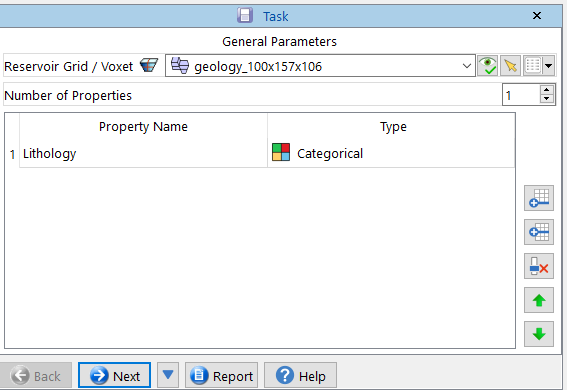 Task
General Parameters
Reservoir Grid / Voxet geology_100x157x106
Number of Properties 1
Property Name Type
1 Lithology Categorical
Back Next Report Help